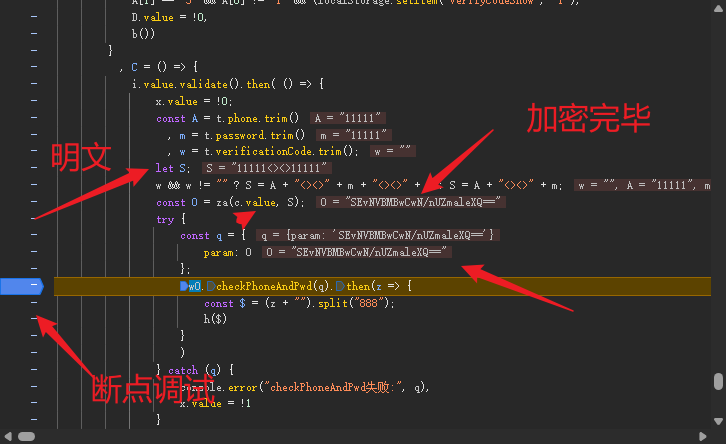 A[1] == "3" && A[0] != "1" && (localStorage.setItem("verifyCodeShow", "1"),
D.value = !0,
b())
}
, C = () => {
i.value.validate().then( () => {
x.value = !0;
const A = t.phone.trim() A = "11111"
, m = t.password.trim() m = "11111"
, w = t.verificationCode.trim(); w = ""
加密完毕
明文
let S; S = "11111<><>11111"
w && w != "" ? S = A + "<><>" + m + "<><>" + S = A + "<><>" + m; w = "", A = "11111", m
const O = za(c.value, S); O = "SEvNVBMBwCwN/nUZmaleXQ=="
try {
const q = { q = {param: 'SEvNVBMBwCwN/nUZmaleXQ=='}
param: O O = "SEvNVBMBwCwN/nUZmaleXQ=="
};
wO.checkPhoneAndPwd(q).then(z => {
const $ = (z + "").split("888");
h($)
}
)
断点调试
} catch (q) {
console.error("checkPhoneAndPwd失败:", q),
x.value = !1
}